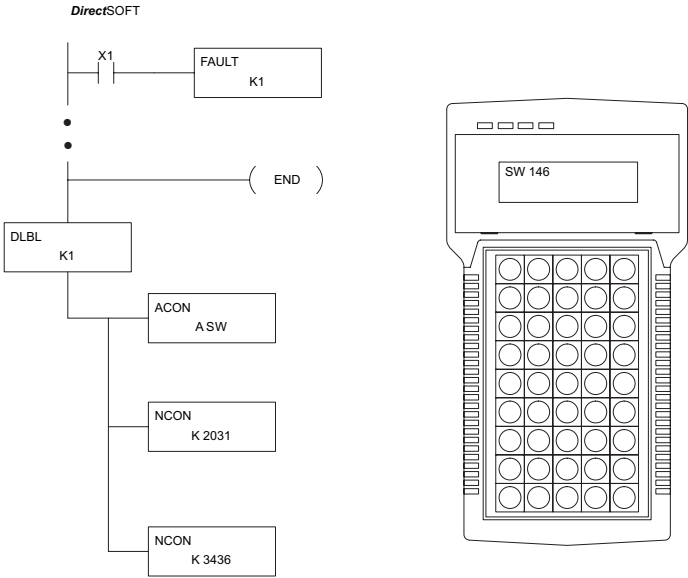 DirectSOFT
X1
FAULT
K1
END
DLBL
K1
ACON
A SW
NCON
K 2031
NCON
K 3436
SW 146